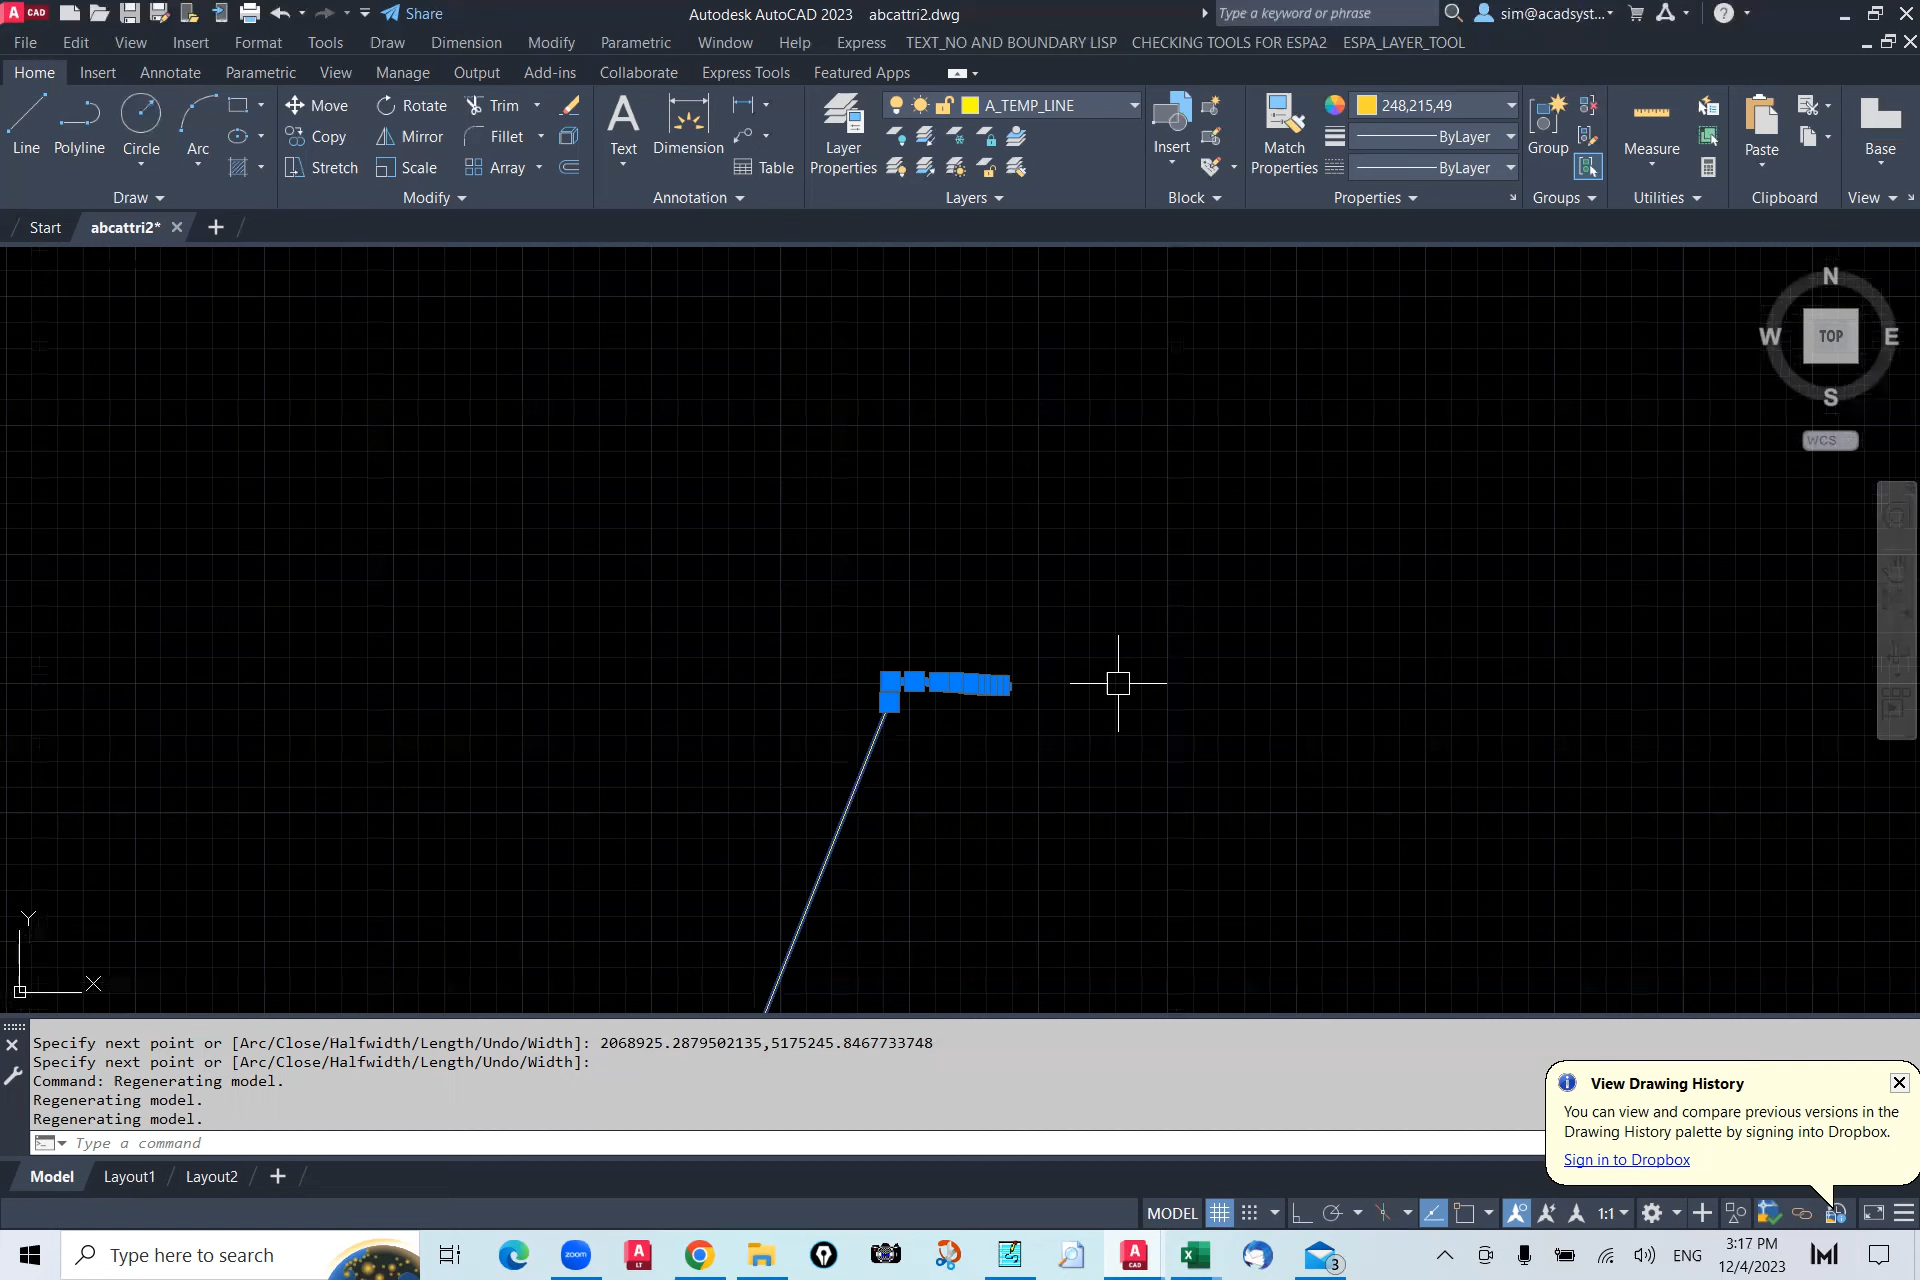 A CAD
Share
Autodesk AutoCAD 2023 abcattri2.dwg
Type a keyword or phrase
sim@acadsyst...
File Edit View Insert Format Tools Draw Dimension Modify Parametric Window Help Express TEXT_NO AND BOUNDARY LISP CHECKING TOOLS FOR ESPA2 ESPA_LAYER_TOOL
Home Insert Annotate Parametric View Manage Output Add-ins Collaborate Express Tools Featured Apps
Move Rotate Trim A_TEMP_LINE 248,215,49
Copy Mirror Fillet ByLayer
Line Polyline Circle Arc Text Dimension Layer Properties Insert Match Properties Group Measure Paste Base
Stretch Scale Array Table ByLayer
Draw Modify Annotation Layers Block Properties Groups Utilities Clipboard View
Start abcattri2*
N
W TOP E
S
WCS
Y
X
Specify next point or [Arc/Close/Halfwidth/Length/Undo/Width]: 2068925.2879502135,5175245.8467733748
Specify next point or [Arc/Close/Halfwidth/Length/Undo/Width]:
Command: Regenerating model.
Regenerating model.
Regenerating model.
Type a command
View Drawing History
You can view and compare previous versions in the
Drawing History palette by signing into Dropbox.
Sign in to Dropbox
Model Layout1 Layout2
MODEL 1:1
Type here to search
zoom
A LT
A CAD
3
ENG
3:17 PM
12/4/2023